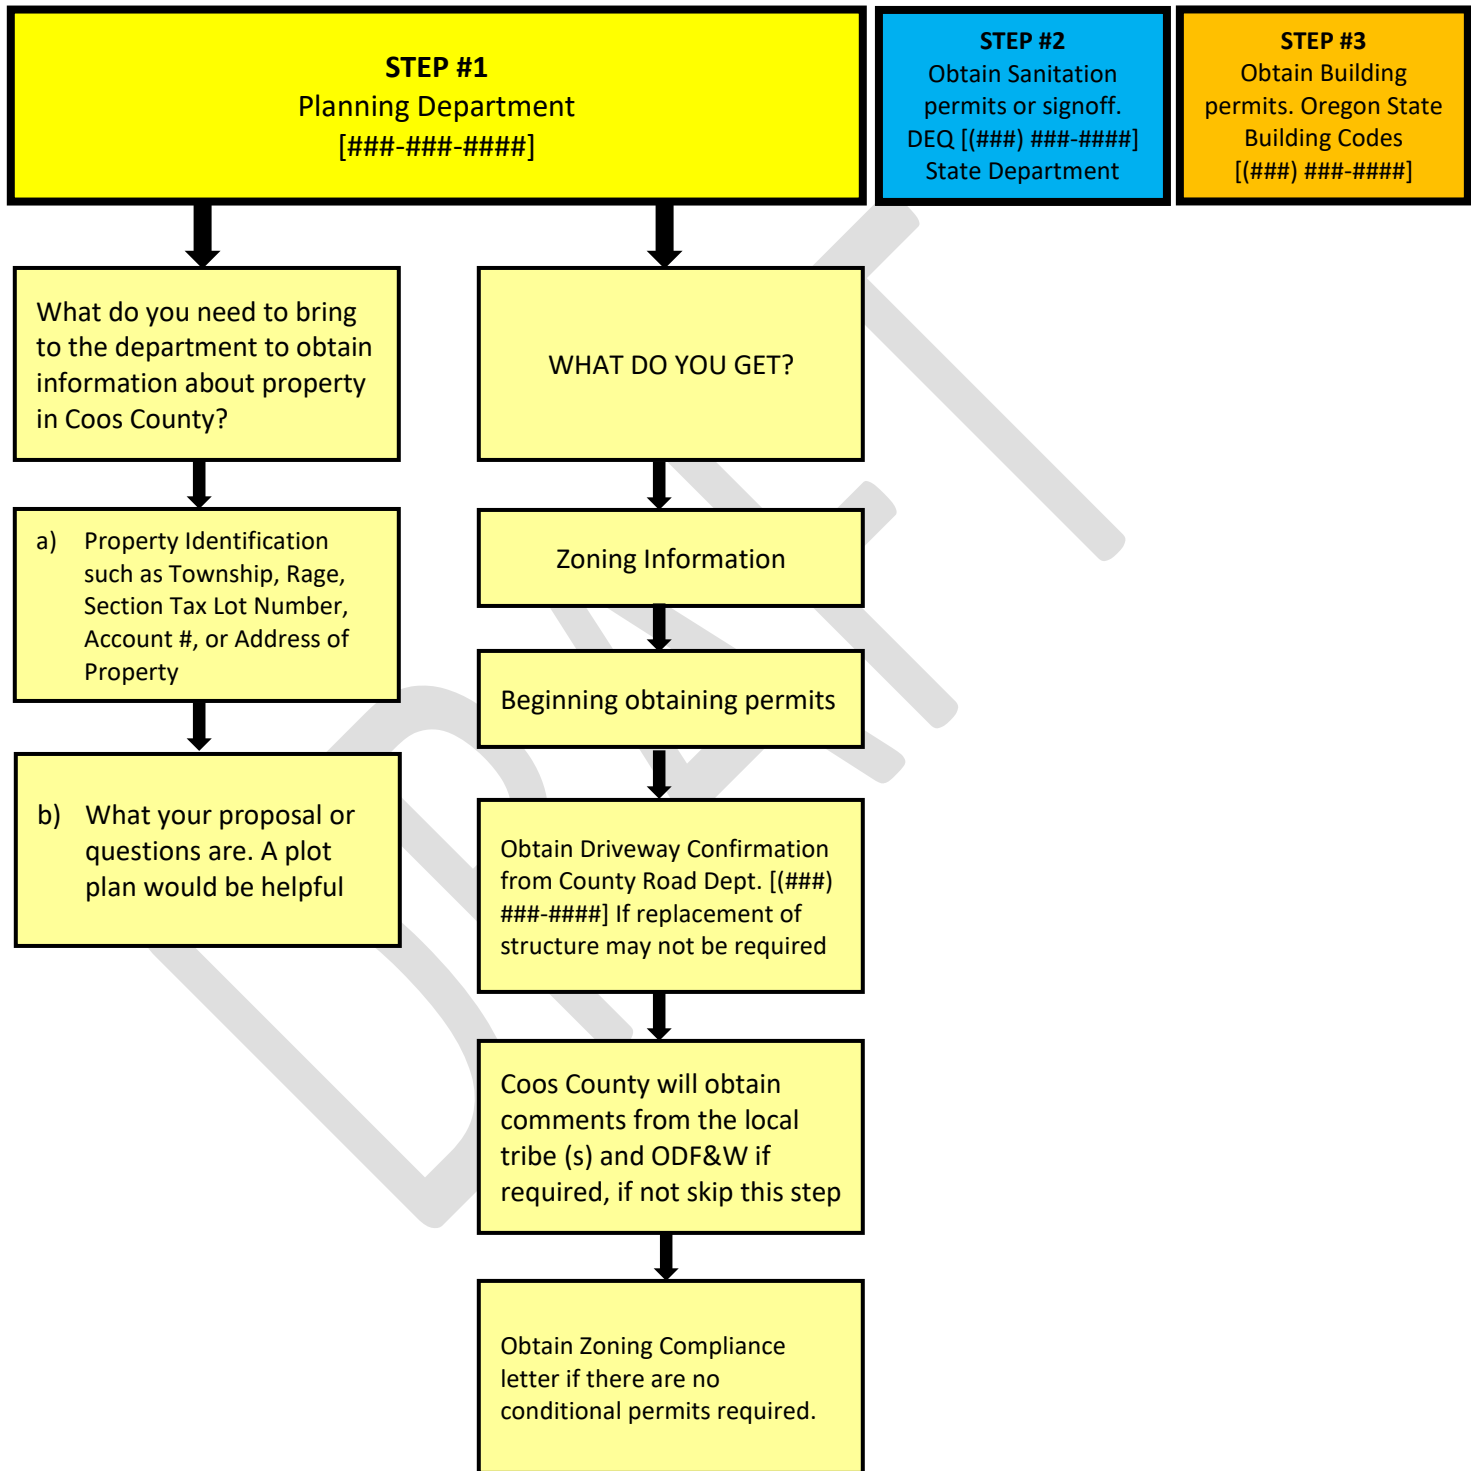 STEP #1
Planning Department
[###-###-####]
STEP #2
Obtain Sanitation
permits or signoff.
DEQ [(###) ###-####]
State Department
STEP #3
Obtain Building
permits. Oregon State
Building Codes
[(###) ###-####]
What do you need to bring
to the department to obtain
information about property
in Coos County?
a) Property Identification
such as Township, Rage,
Section Tax Lot Number,
Account #, or Address of
Property
b) What your proposal or
questions are. A plot
plan would be helpful
WHAT DO YOU GET?
Zoning Information
Beginning obtaining permits
Obtain Driveway Confirmation
from County Road Dept. [(###)
###-####] If replacement of
structure may not be required
Coos County will obtain
comments from the local
tribe (s) and ODF&W if
required, if not skip this step
Obtain Zoning Compliance
letter if there are no
conditional permits required.
DRAFT